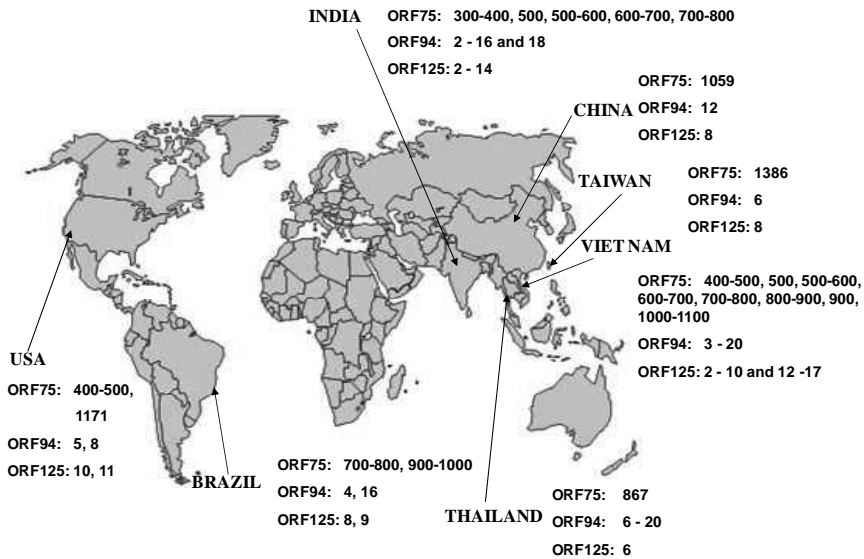 INDIA
ORF75: 300-400, 500, 500-600, 600-700, 700-800
ORF94: 2 - 16 and 18
ORF125: 2 - 14
CHINA
ORF75: 1059
ORF94: 12
ORF125: 8
TAIWAN
ORF75: 1386
ORF94: 6
ORF125: 8
VIET NAM
ORF75: 400-500, 500, 500-600,
600-700, 700-800, 800-900, 900,
1000-1100
ORF94: 3 - 20
ORF125: 2 - 10 and 12 -17
USA
ORF75: 400-500,
1171
ORF94: 5, 8
ORF125: 10, 11
BRAZIL
ORF75: 700-800, 900-1000
ORF94: 4, 16
ORF125: 8, 9
THAILAND
ORF75: 867
ORF94: 6 - 20
ORF125: 6